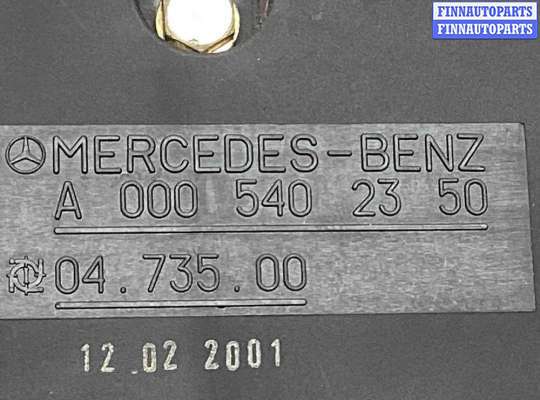 FINNAUTOPARTS
FINNAUTOPARTS
MERCEDES-BENZ
A 000 540 23 50
04.735.00
12.02 2001